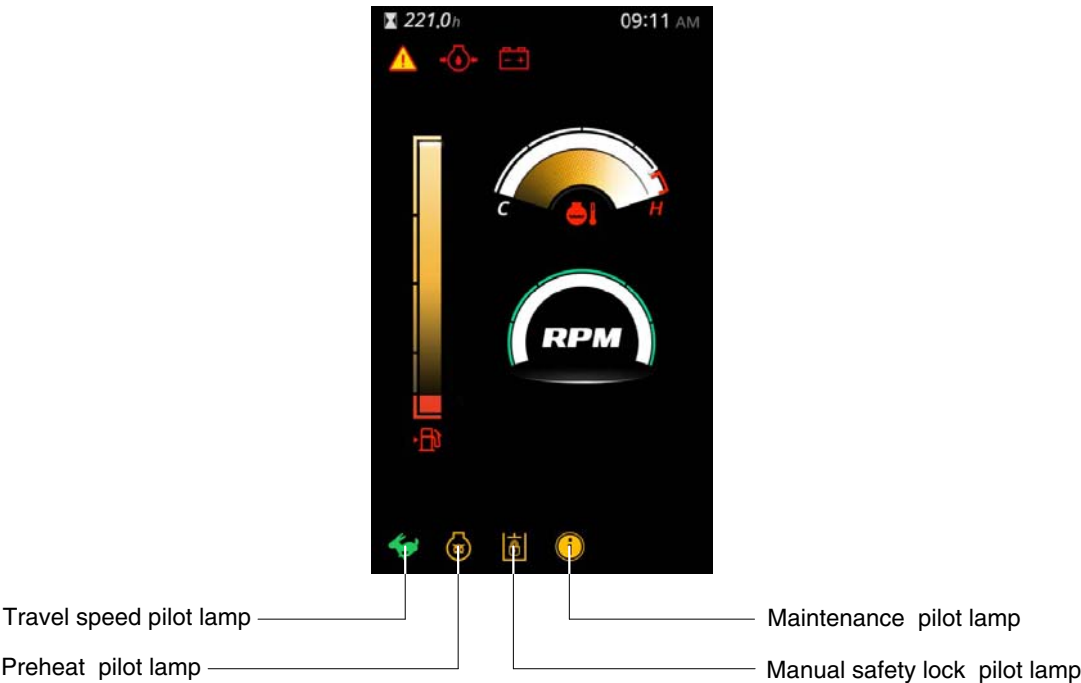 221.0h
09:11 AM
C
H
RPM
Travel speed pilot lamp
Maintenance pilot lamp
Preheat pilot lamp
Manual safety lock pilot lamp